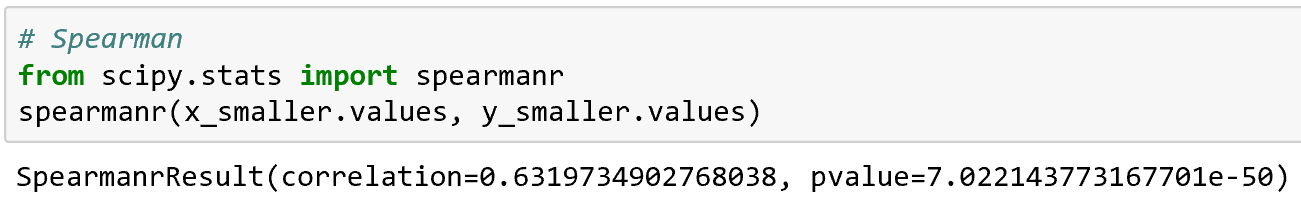 # Spearman
from scipy.stats import spearmanr
spearmanr(x_smaller.values, y_smaller.values)
SpearmanrResult(correlation=0.6319734902768038, pvalue=7.022143773167701e-50)